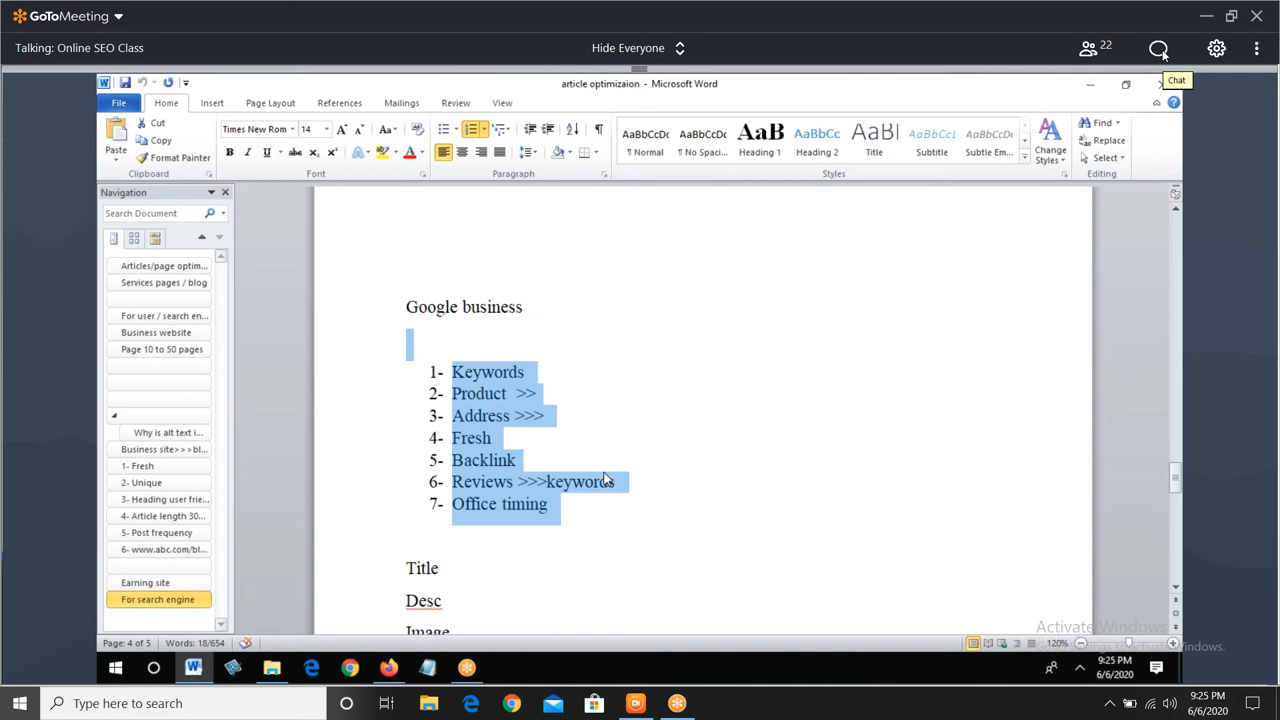 GoToMeeting
Talking: Online SEO Class
Hide Everyone
22
Chat
article optimizaion - Microsoft Word
File Home Insert Page Layout References Mailings Review View
Paste
Cut
Copy
Format Painter
Clipboard
Times New Rom 14
Font
Paragraph
AaBbCcDc AaBbCcDc AaB AaBbCc AaBl AaBbCcL AaBbCcDc
¶ Normal ¶ No Spaci... Heading 1 Heading 2 Title Subtitle Subtle Em...
Change Styles
Styles
Find
Replace
Select
Editing
Navigation
Search Document
Articles/page optim...
Services pages / blog
For user / search en...
Business website
Page 10 to 50 pages
Why is alt text i...
Business site>>>bl...
1- Fresh
2- Unique
3- Heading user frie...
4- Article length 30...
5- Post frequency
6- www.abc.com/bl...
Earning site
For search engine
Google business
1- Keywords
2- Product >>
3- Address >>>
4- Fresh
5- Backlink
6- Reviews >>>keywords
7- Office timing
Title
Desc
Image
Activate Windows
Page: 4 of 5 Words: 18/654 120%
9:25 PM
6/6/2020
Type here to search
9:25 PM
6/6/2020